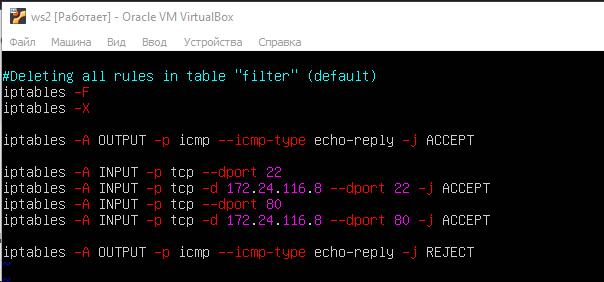 ws2 [Работает] - Oracle VM VirtualBox
Файл Машина Вид Ввод Устройства Справка
#Deleting all rules in table "filter" (default)
iptables -F
iptables -X
iptables -A OUTPUT -p icmp --icmp-type echo-reply -j ACCEPT
iptables -A INPUT -p tcp --dport 22
iptables -A INPUT -p tcp -d 172.24.116.8 --dport 22 -j ACCEPT
iptables -A INPUT -p tcp --dport 80
iptables -A INPUT -p tcp -d 172.24.116.8 --dport 80 -j ACCEPT
iptables -A OUTPUT -p icmp --icmp-type echo-reply -j REJECT
~
~